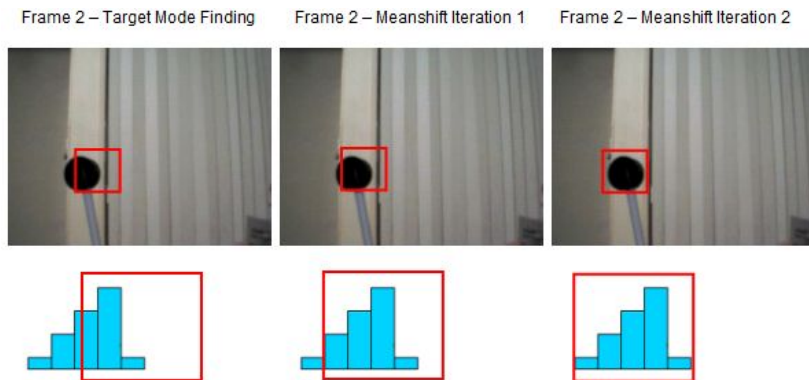 Frame 2 – Target Mode Finding
Frame 2 – Meanshift Iteration 1
Frame 2 – Meanshift Iteration 2